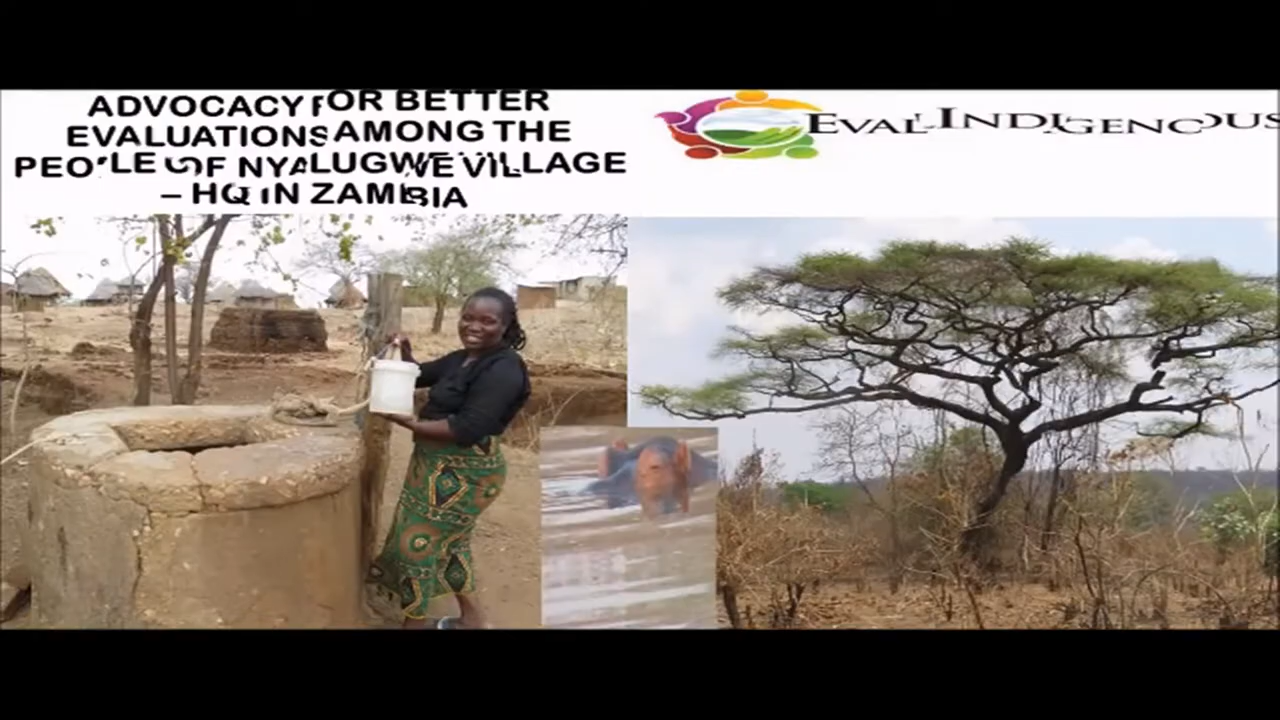 ADVOCACY FOR BETTER
EVALUATIONS AMONG THE
PEOPLE OF NYALUGWE VILLAGE
– HQ IN ZAMBIA
EVALINDIGENOUS